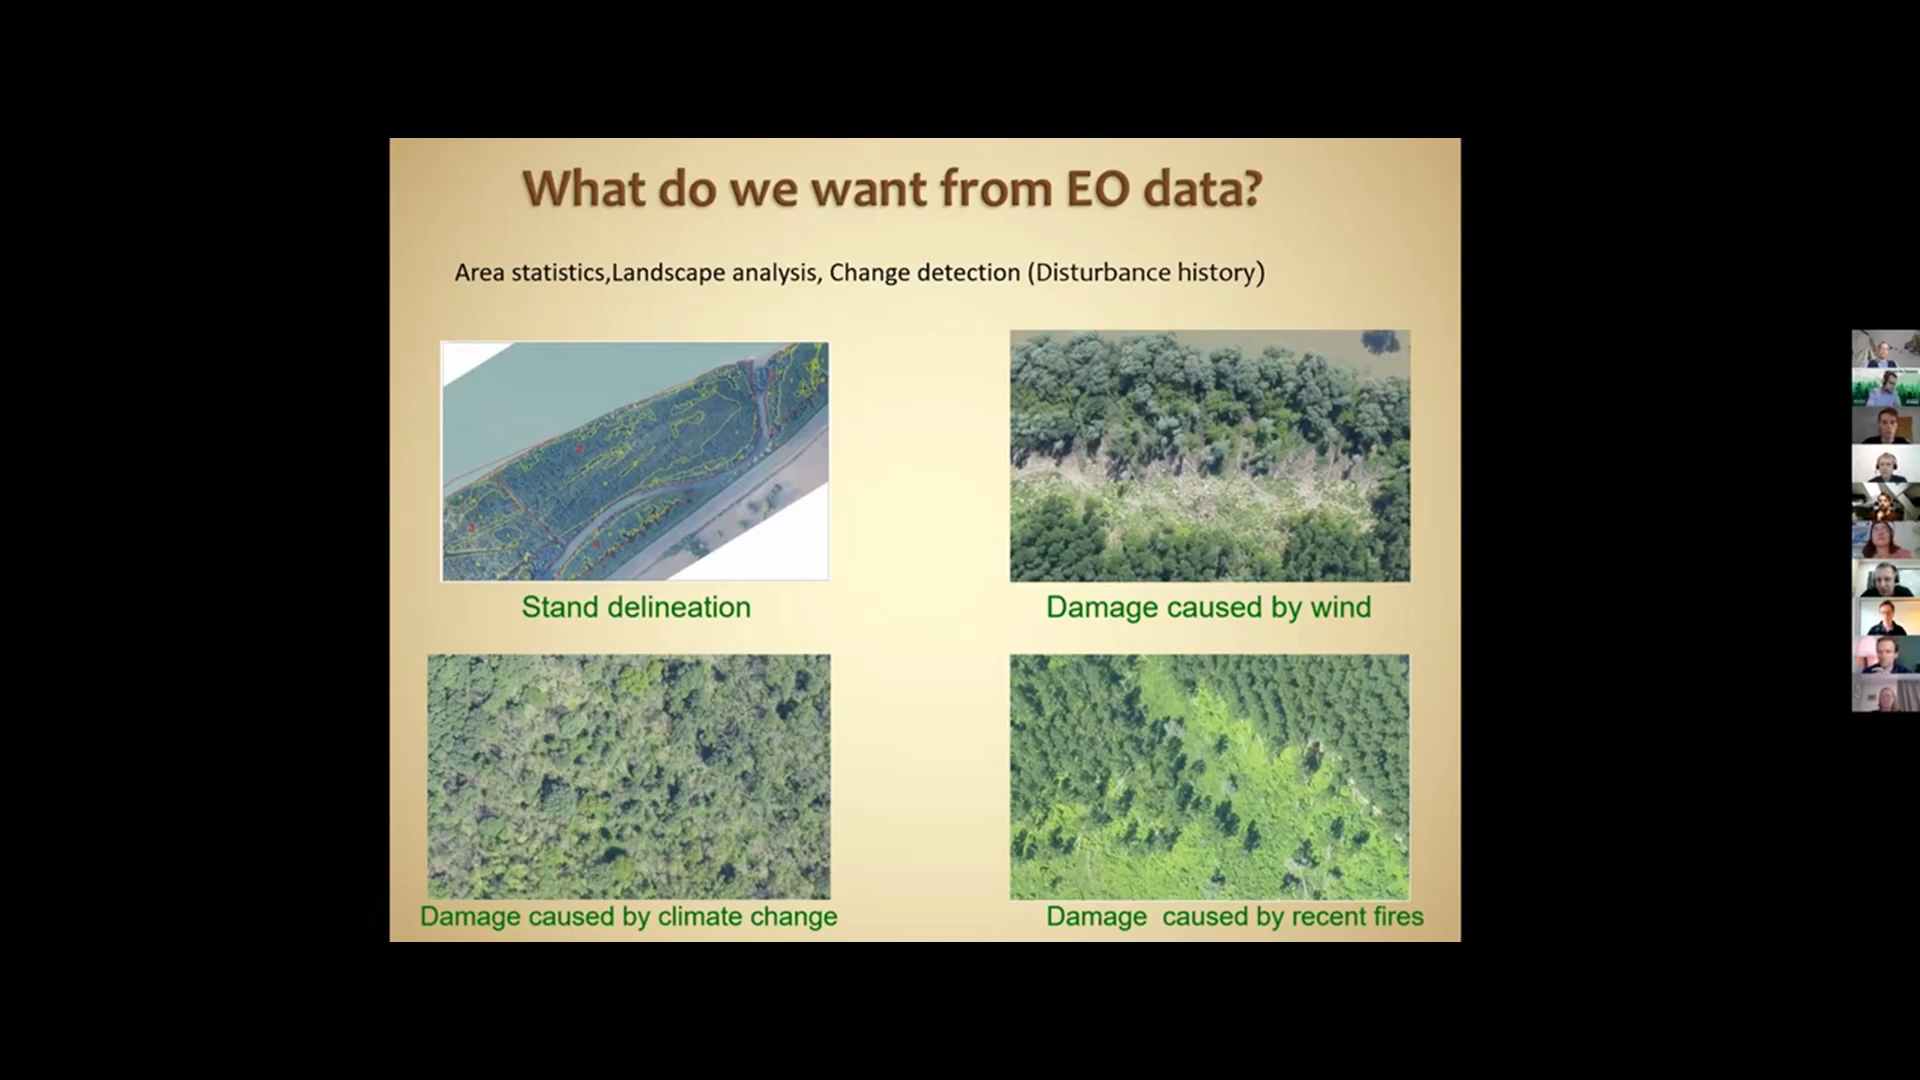 What do we want from EO data?
Area statistics,Landscape analysis, Change detection (Disturbance history)
Stand delineation
Damage caused by wind
Damage caused by climate change
Damage  caused by recent fires